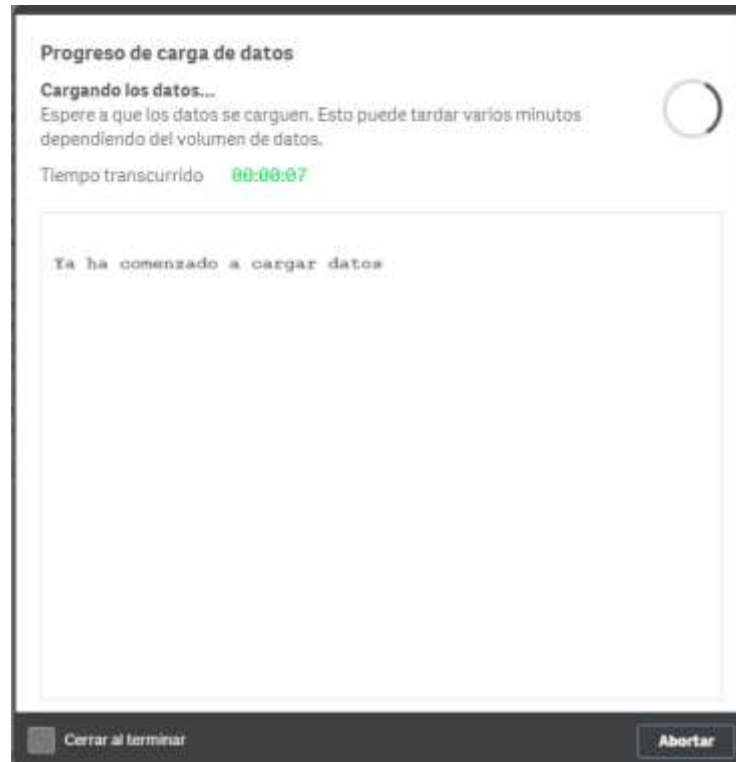 Progreso de carga de datos
Cargando los datos...
Espere a que los datos se carguen. Esto puede tardar varios minutos
dependiendo del volumen de datos.
Tiempo transcurrido 00:00:07
Ya ha comenzado a cargar datos
Cerrar al terminar
Abortar